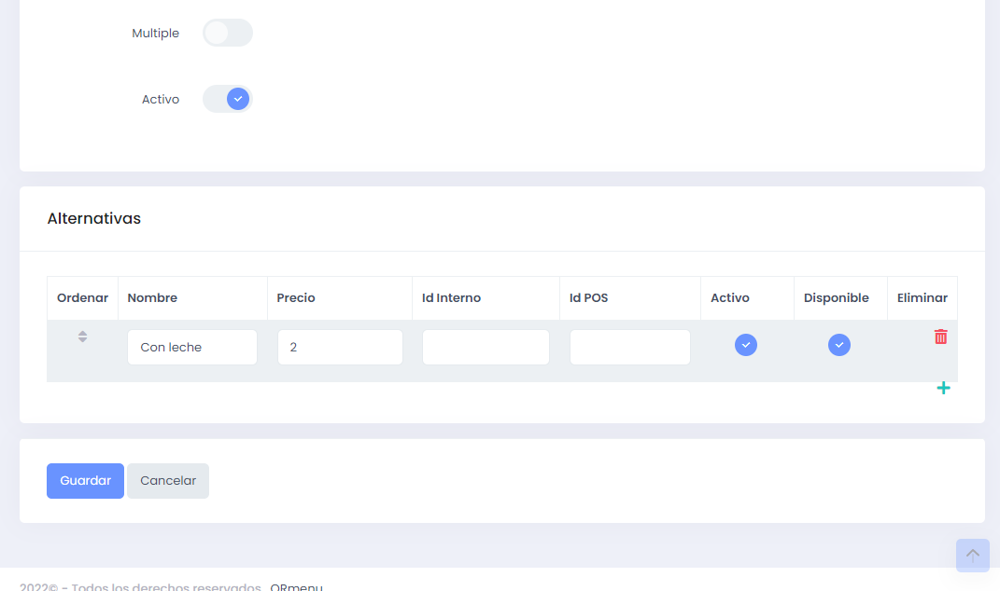 Multiple
Activo
Alternativas
Ordenar Nombre Precio Id Interno Id POS Activo Disponible Eliminar
Con leche 2
Guardar Cancelar
2022© - Todos los derechos reservados. QRmenu